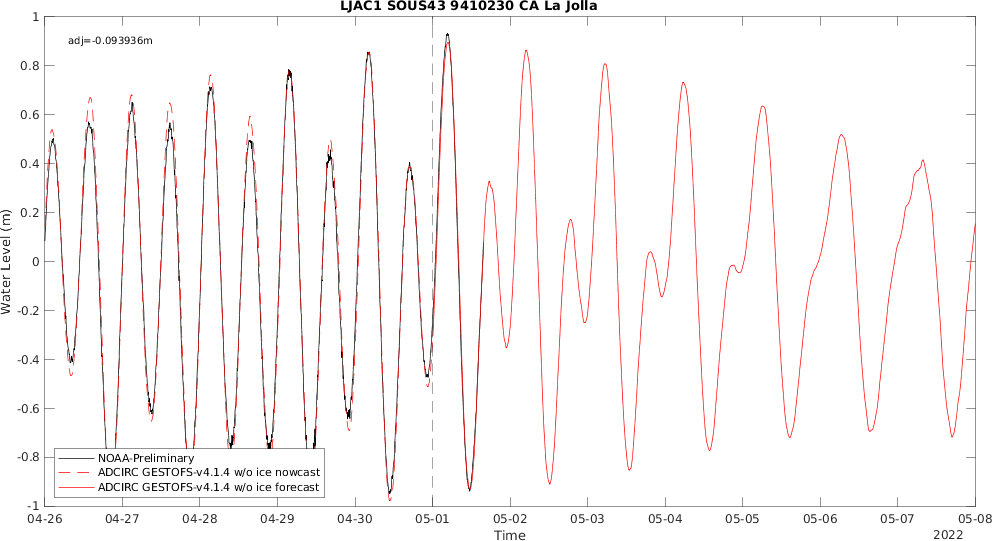 LJAC1 SOUS43 9410230 CA La Jolla
adj=-0.093936m
1
0.8
0.6
0.4
0.2
0
-0.2
-0.4
-0.6
-0.8
-1
Water Level (m)
NOAA-Preliminary
ADCIRC GESTOFS-v4.1.4 w/o ice nowcast
ADCIRC GESTOFS-v4.1.4 w/o ice forecast
04-26 04-27 04-28 04-29 04-30 05-01 05-02 05-03 05-04 05-05 05-06 05-07 05-08
Time
2022